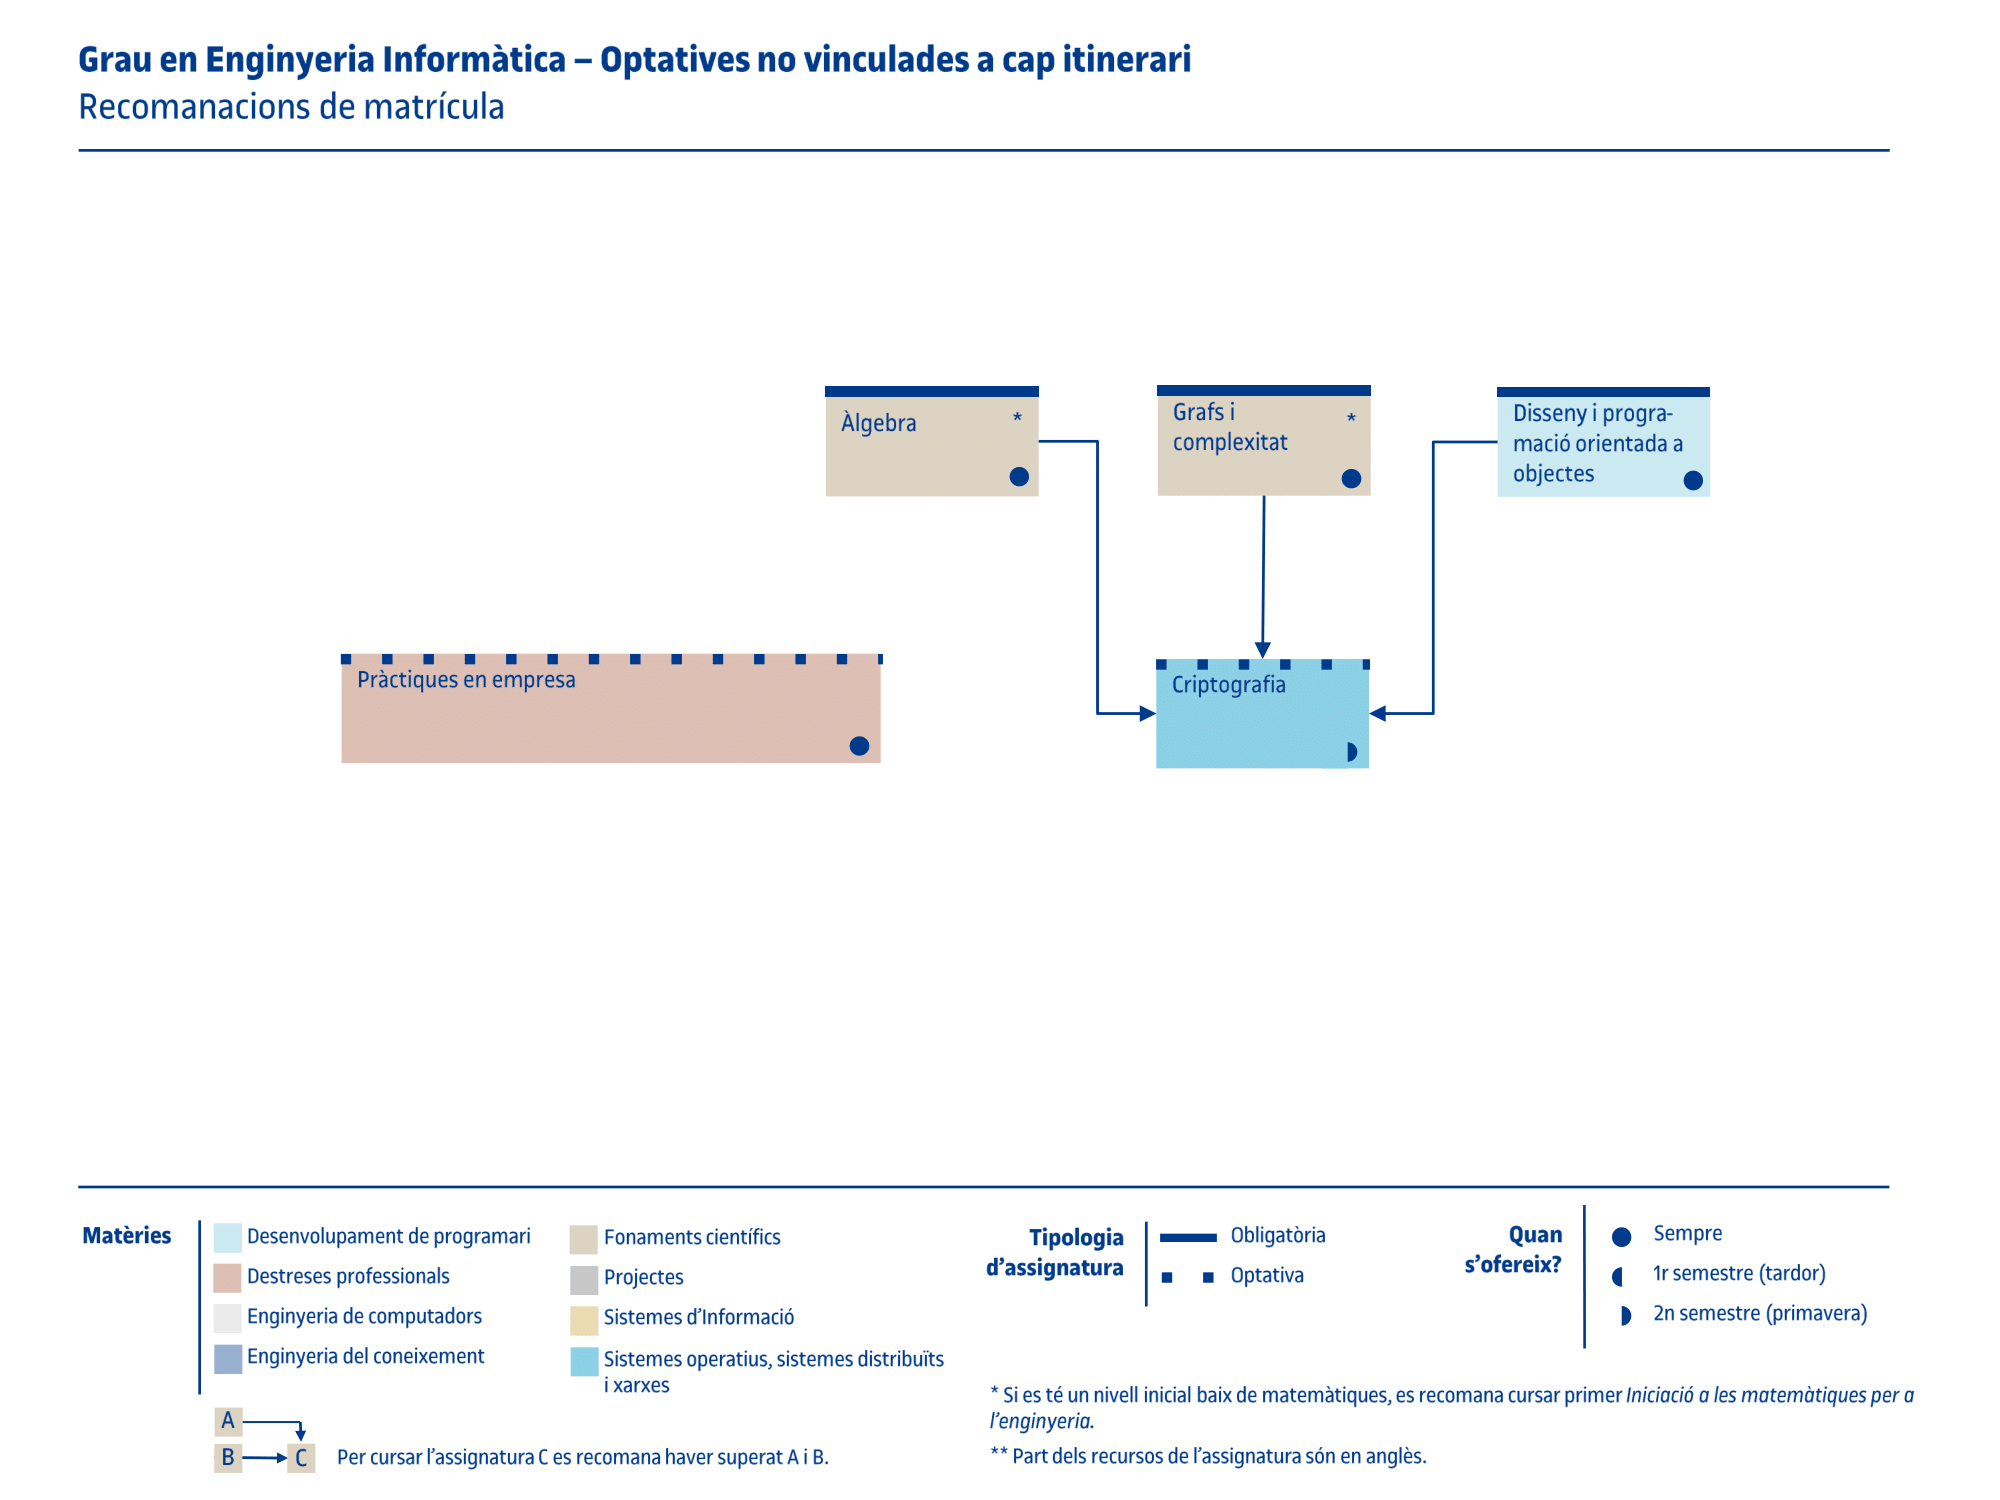 Grau en Enginyeria Informàtica – Optatives no vinculades a cap itinerari
Recomanacions de matrícula
Àlgebra *
Grafs i
complexitat *
Disseny i progra-
mació orientada a
objectes
Pràctiques en empresa
Criptografia
Matèries
Desenvolupament de programari
Destreses professionals
Enginyeria de computadors
Enginyeria del coneixement
Fonaments científics
Projectes
Sistemes d’Informació
Sistemes operatius, sistemes distribuïts
i xarxes
A
B
C
Per cursar l’assignatura C es recomana haver superat A i B.
Tipologia
d’assignatura
Obligatòria
Optativa
Quan
s’ofereix?
Sempre
1r semestre (tardor)
2n semestre (primavera)
* Si es té un nivell inicial baix de matemàtiques, es recomana cursar primer Iniciació a les matemàtiques per a
l’enginyeria.
** Part dels recursos de l’assignatura són en anglès.